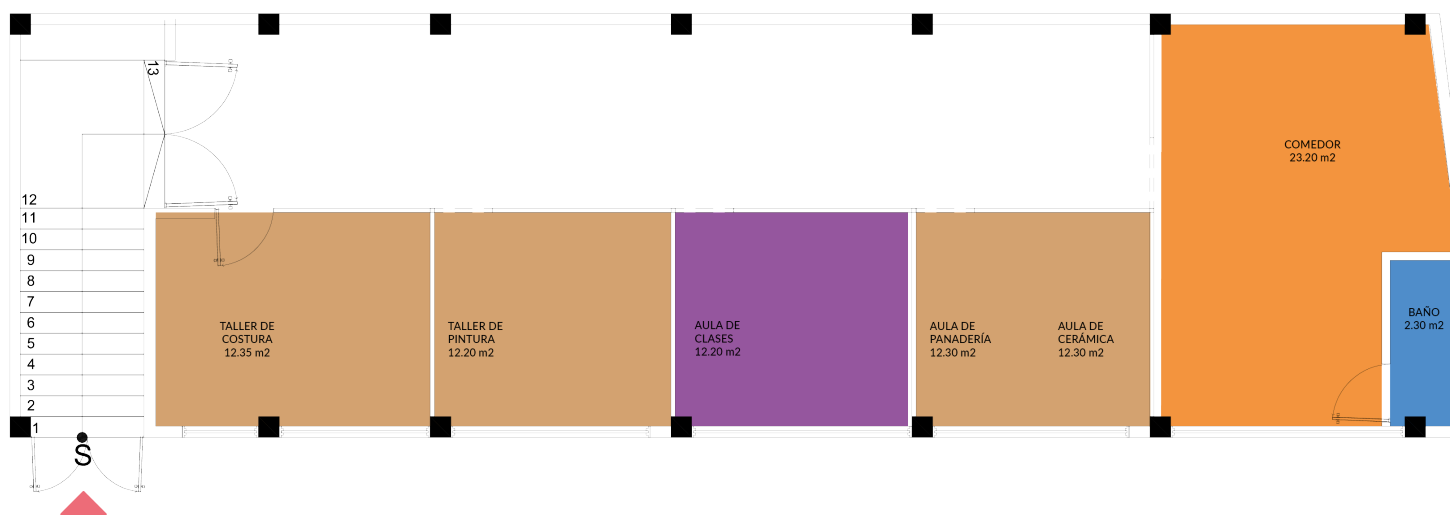 13
COMEDOR
23.20 m2
12
11
10
9
8
7
6
5
4
3
2
1
TALLER DE
COSTURA
12.35 m2
TALLER DE
PINTURA
12.20 m2
AULA DE
CLASES
12.20 m2
AULA DE
PANADERÍA
12.30 m2
AULA DE
CERÁMICA
12.30 m2
BAÑO
2.30 m2
S